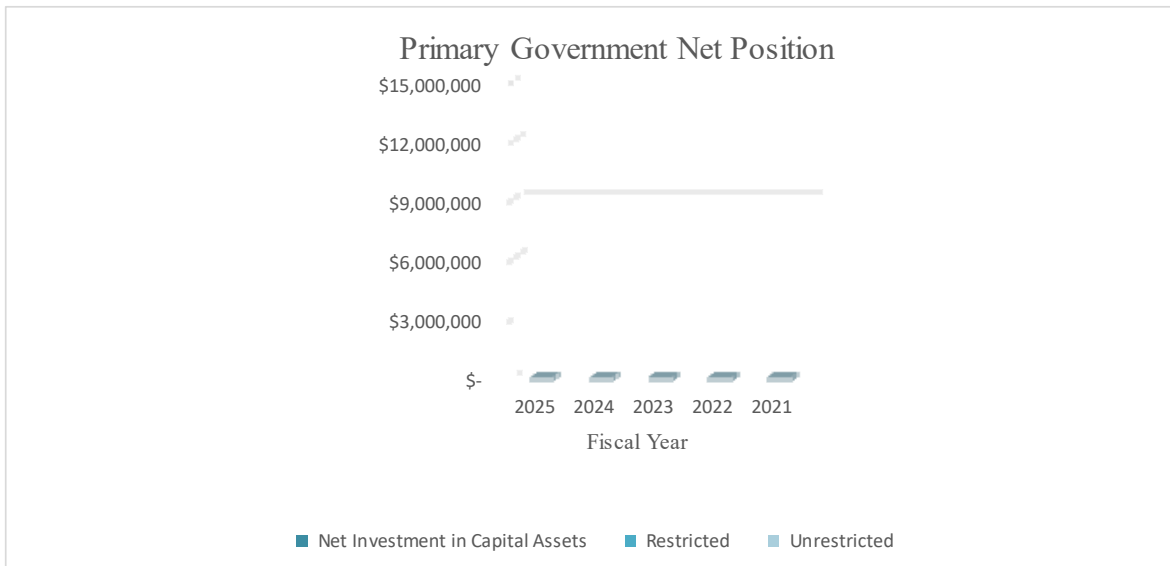 Primary Government Net Position
$15,000,000
$12,000,000
$9,000,000
$6,000,000
$3,000,000
$-
2025 2024 2023 2022 2021
Fiscal Year
Net Investment in Capital Assets Restricted Unrestricted